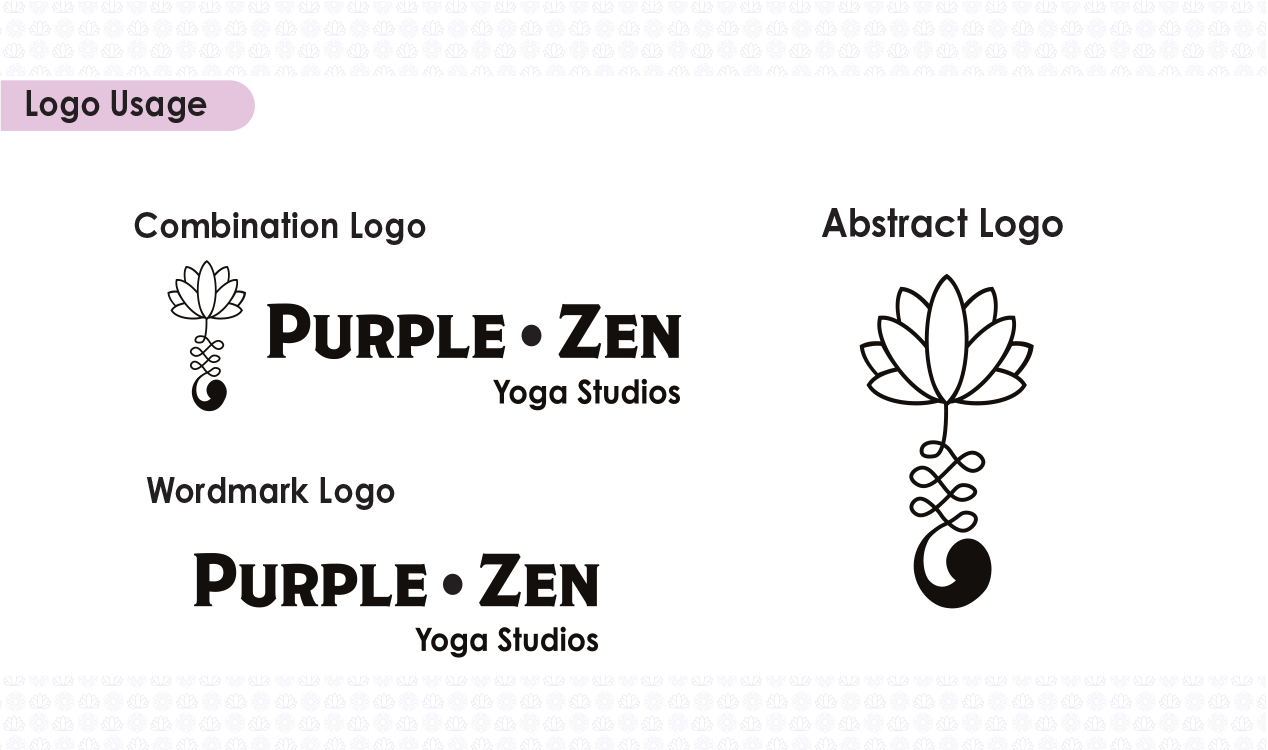 Logo Usage
Combination Logo
PURPLE • ZEN
Yoga Studios
Wordmark Logo
PURPLE • ZEN
Yoga Studios
Abstract Logo